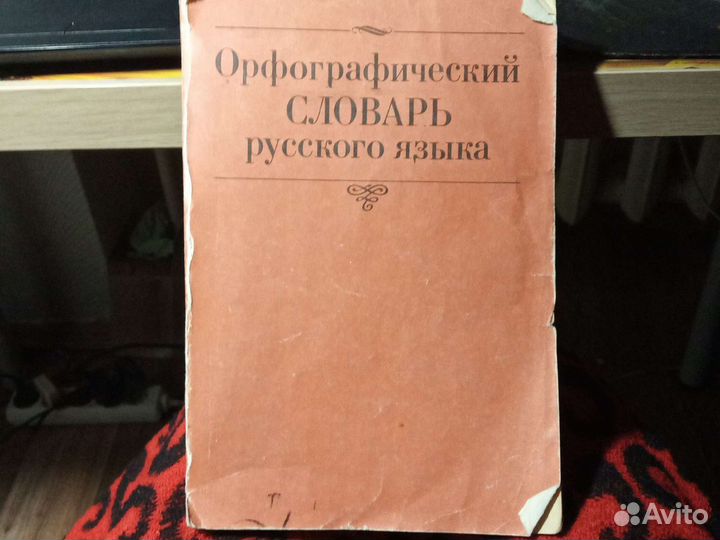 Орфографический
СЛОВАРЬ
русского языка
Avito